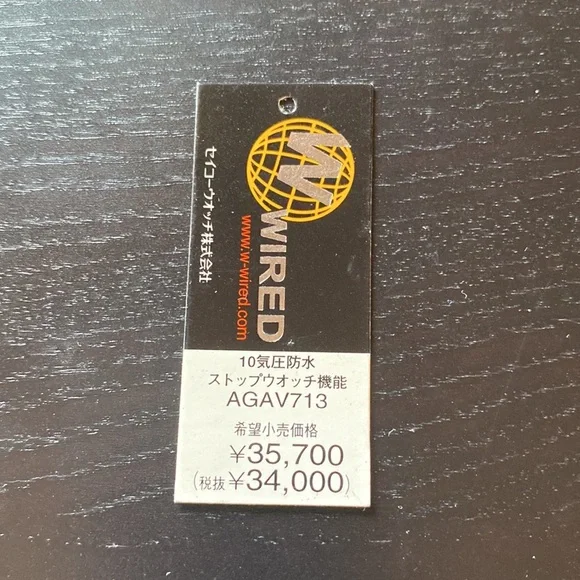 W
WIRED
www.w-wired.com
セイコーウオッチ株式会社
10気圧防水
ストップウオッチ機能
AGAV713
希望小売価格
¥35,700
(税抜¥34,000)